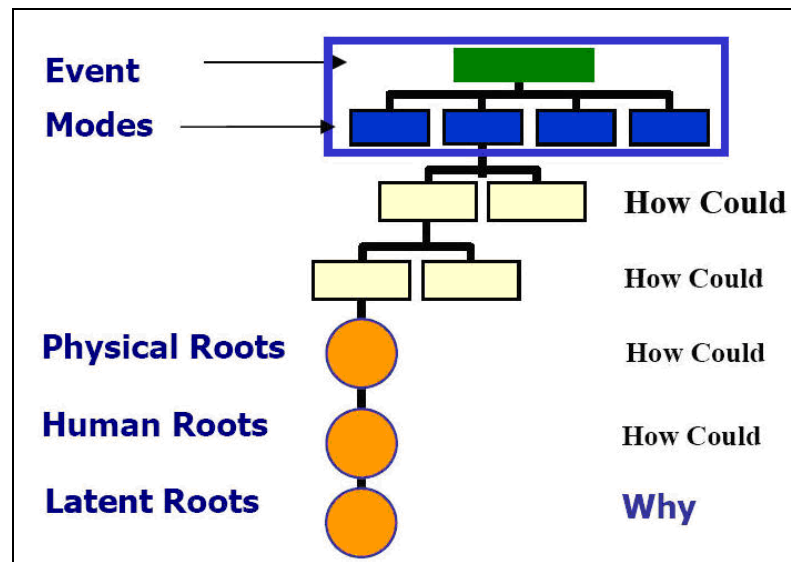 Event
Modes
How Could
How Could
Physical Roots How Could
Human Roots How Could
Latent Roots Why